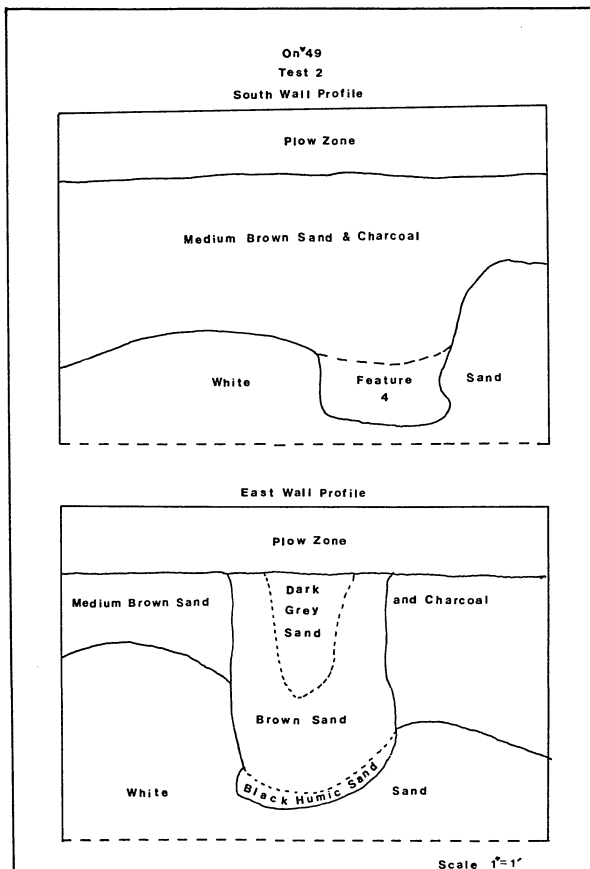 Onv49
Test 2
South Wall Profile
Plow Zone
Medium Brown Sand & Charcoal
White
Feature
4
Sand
East Wall Profile
Plow Zone
Medium Brown Sand
Dark
Grey
Sand
and Charcoal
Brown Sand
Black Humic Sand
White
Sand
Scale 1"=1'